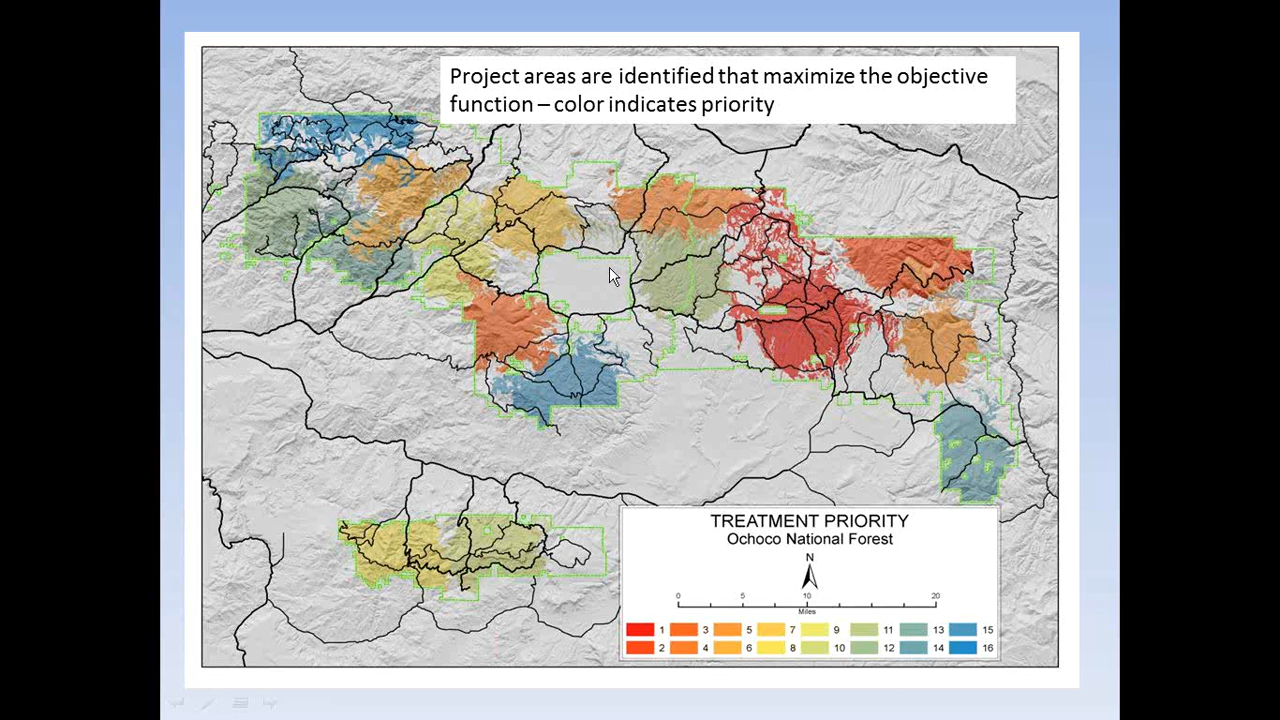 Project areas are identified that maximize the objective
function – color indicates priority
TREATMENT PRIORITY
Ochoco National Forest
N
0 5 10 20
Miles
1 3 5 7 9 11 13 15
2 4 6 8 10 12 14 16